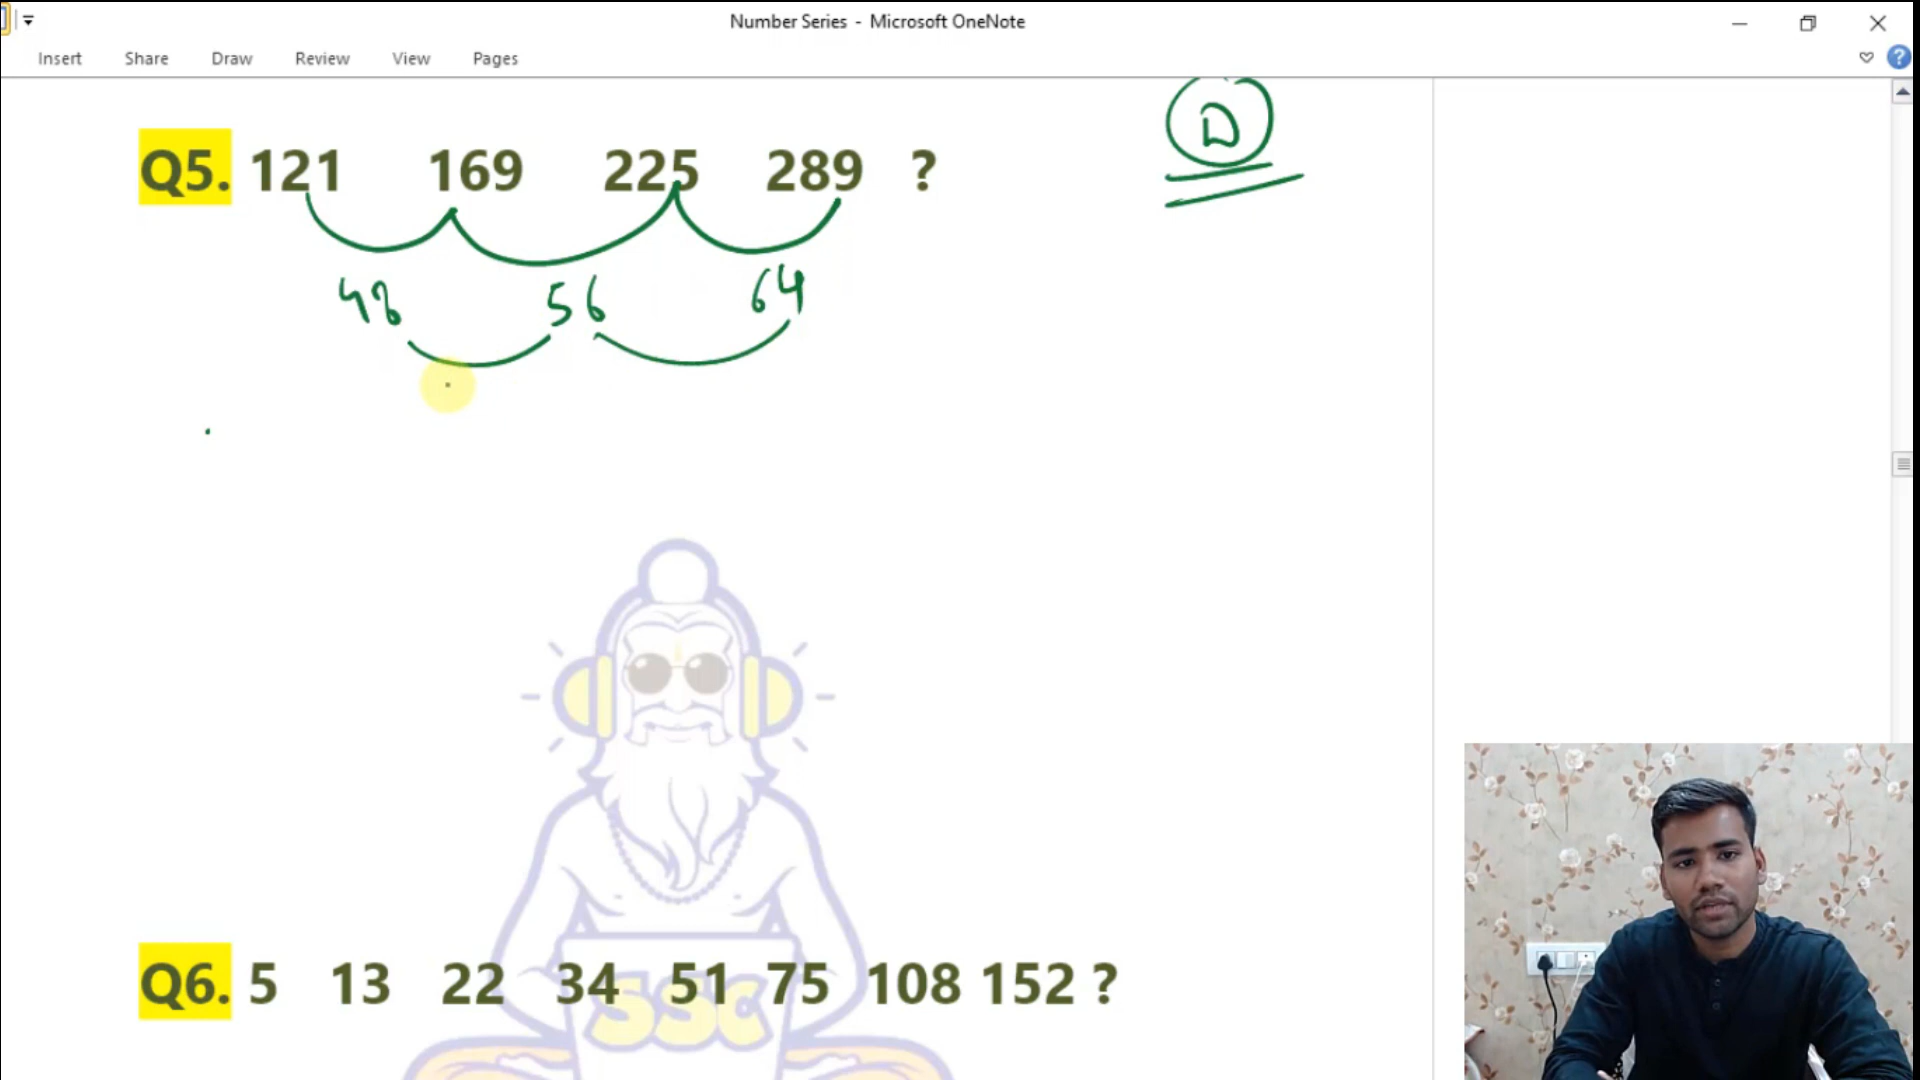 Number Series - Microsoft OneNote
Insert Share Draw Review View Pages
D
Q5. 121 169 225 289 ?
48 56 64
SSC
Q6. 5 13 22 34 51 75 108 152 ?